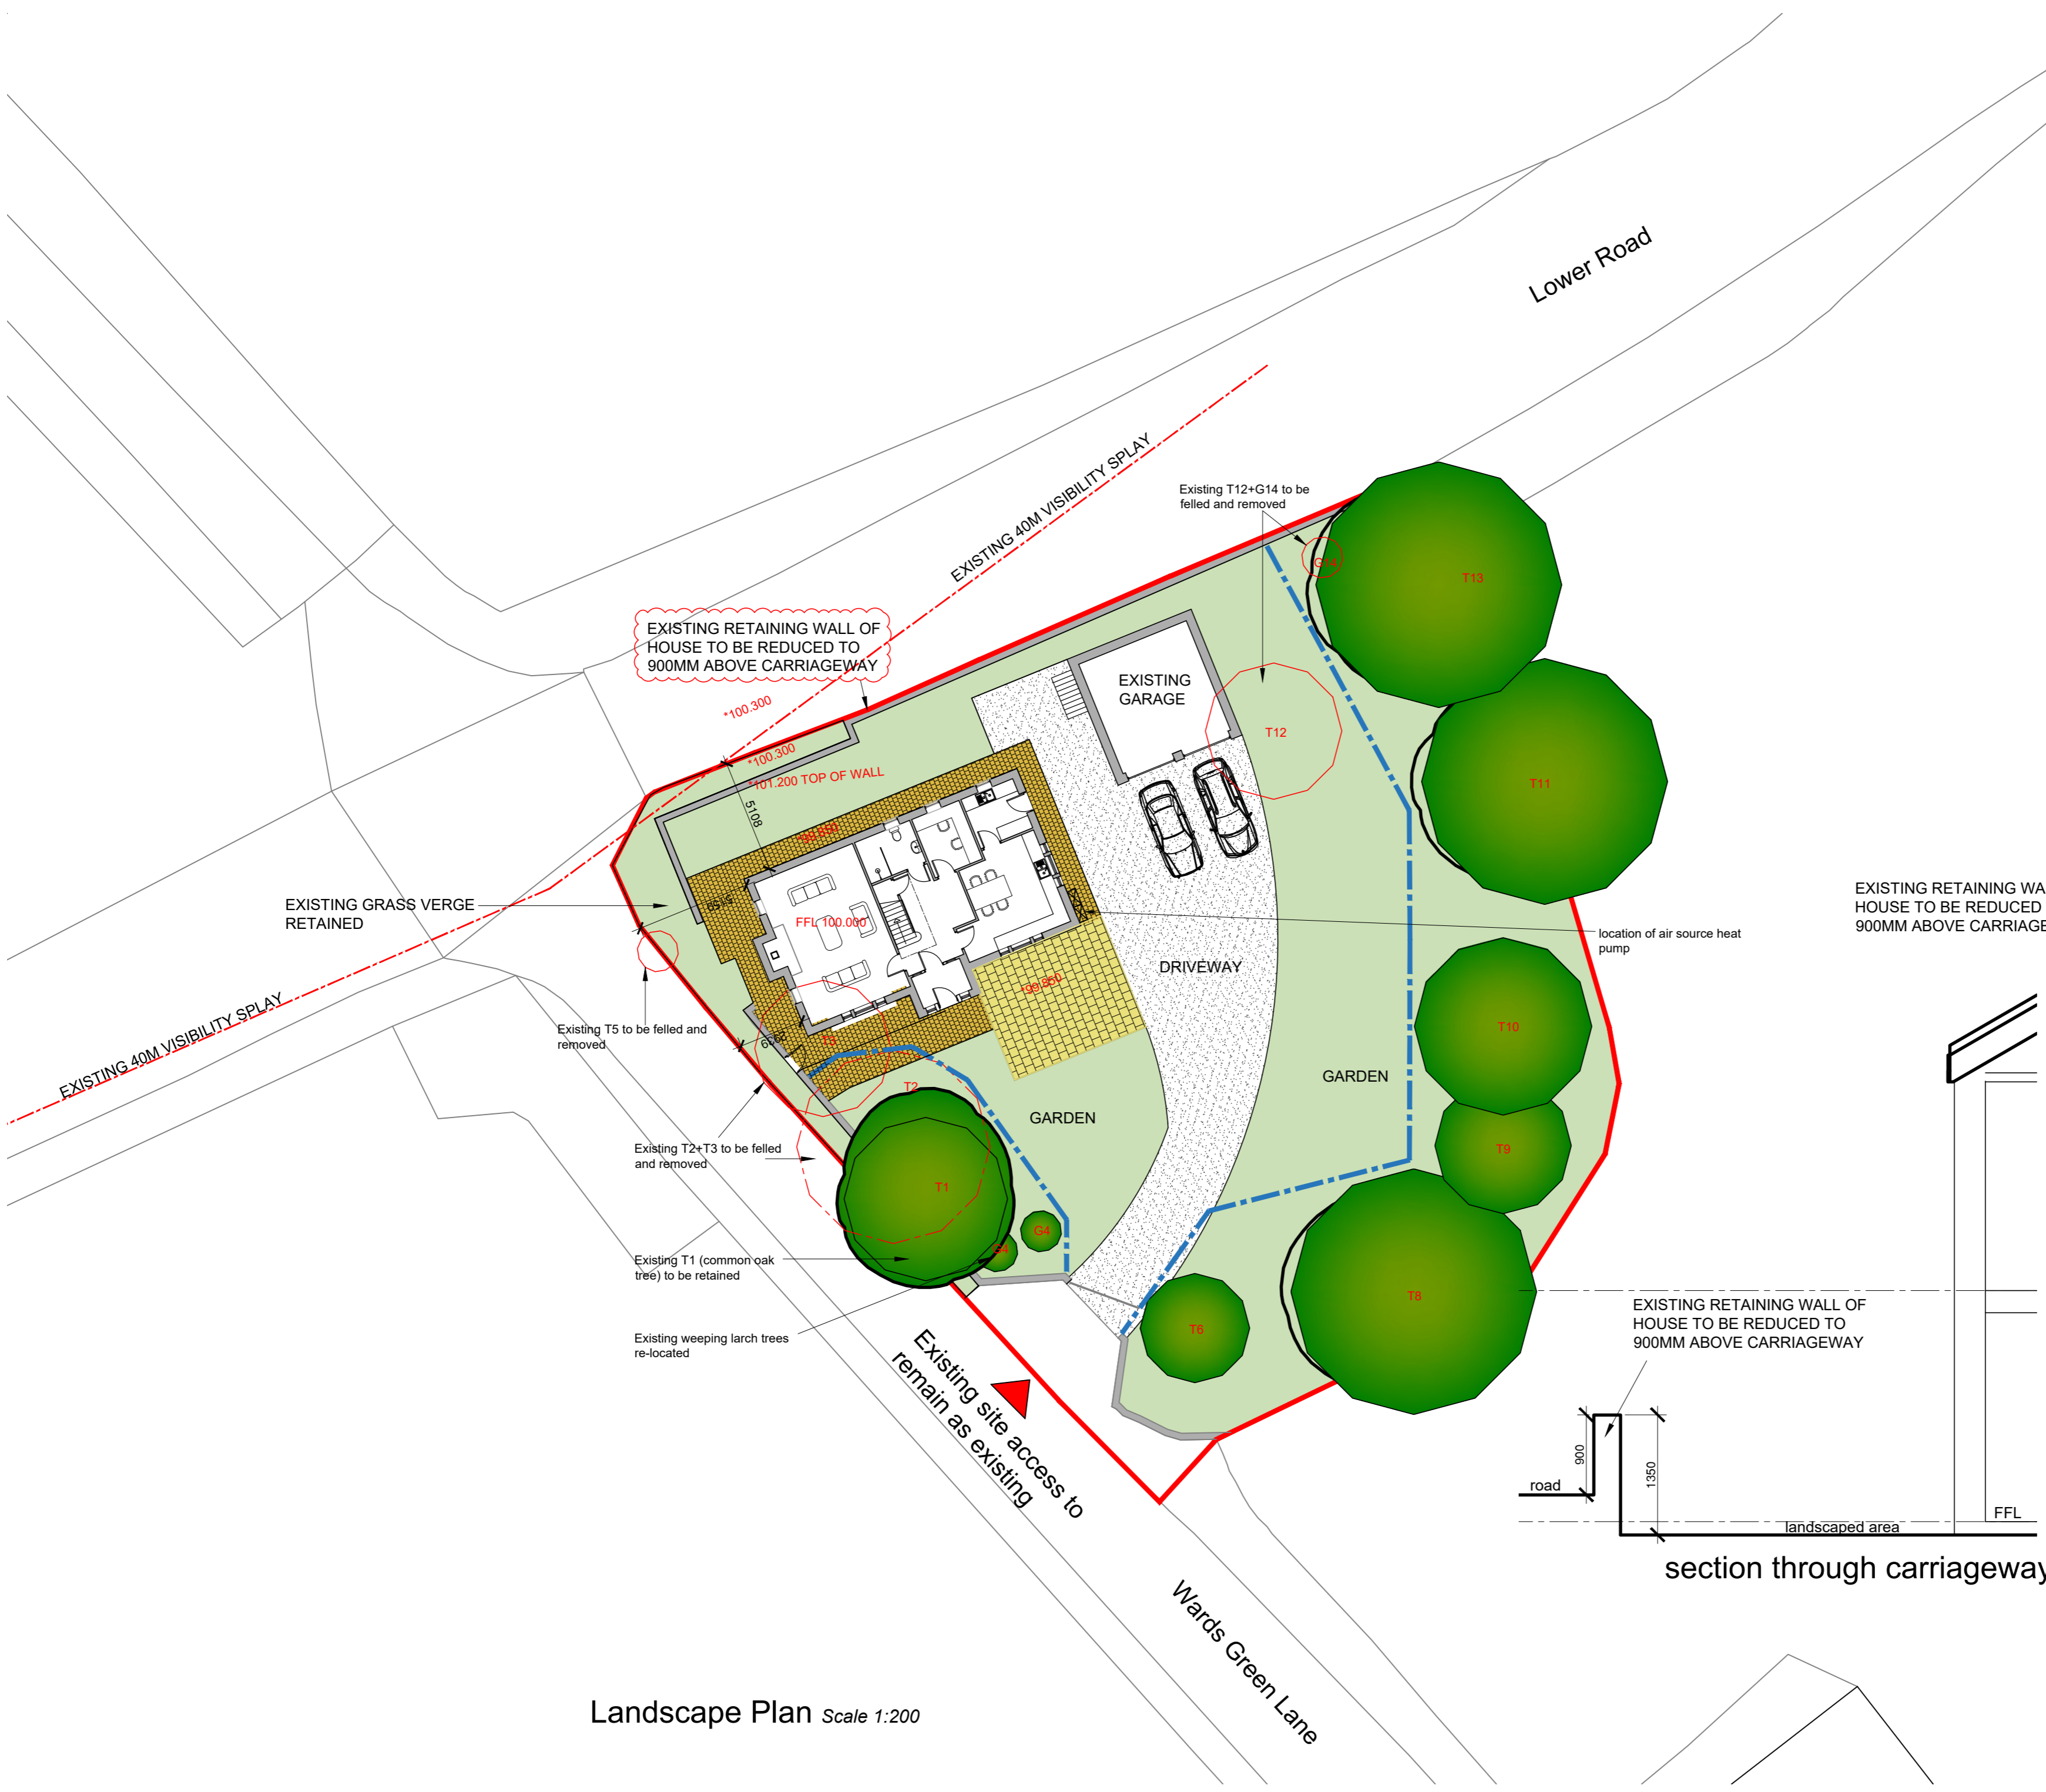 Lower Road
EXISTING 40M VISIBILITY SPLAY
Existing T12+G14 to be
felled and removed
G14
T13
EXISTING RETAINING WALL OF
HOUSE TO BE REDUCED TO
900MM ABOVE CARRIAGEWAY
EXISTING
GARAGE
*100.300
T12
*100.300
*101.200 TOP OF WALL
T11
5108
EXISTING GRASS VERGE
RETAINED
5150
FFL 100.000
EXISTING RETAINING WA
HOUSE TO BE REDUCED
900MM ABOVE CARRIAGE
location of air source heat
pump
DRIVEWAY
*99.850
EXISTING 40M VISIBILITY SPLAY
Existing T5 to be felled and
removed
T3
T10
GARDEN
T2
GARDEN
Existing T2+T3 to be felled
and removed
T9
T1
G4
G4
Existing T1 (common oak
tree) to be retained
T8
T6
Existing weeping larch trees
re-located
EXISTING RETAINING WALL OF
HOUSE TO BE REDUCED TO
900MM ABOVE CARRIAGEWAY
Existing site access to
remain as existing
900
1350
road
FFL
landscaped area
section through carriageway
Wards Green Lane
Landscape Plan Scale 1:200